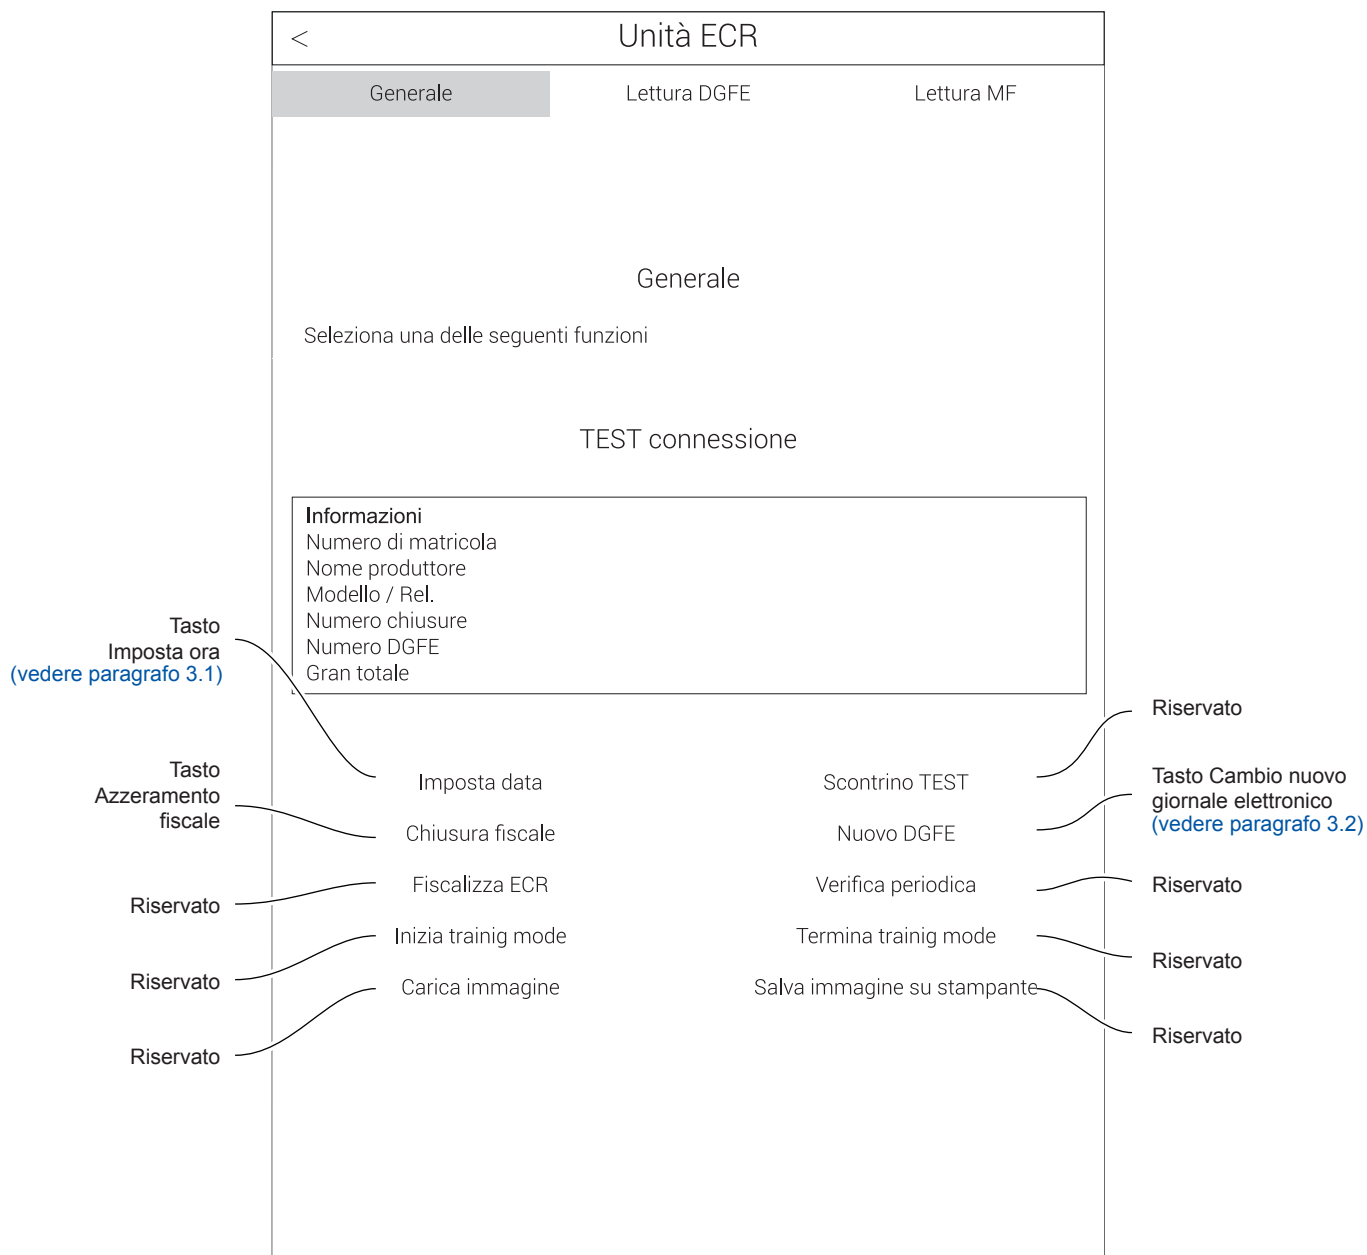 < Unità ECR
Generale Lettura DGFE Lettura MF
Generale
Seleziona una delle seguenti funzioni
TEST connessione
Informazioni
Numero di matricola
Nome produttore
Modello / Rel.
Numero chiusure
Numero DGFE
Gran totale
Tasto
Imposta ora
(vedere paragrafo 3.1)
Tasto
Azzeramento
fiscale
Riservato
Riservato
Riservato
Imposta data Scontrino TEST
Chiusura fiscale Nuovo DGFE
Fiscalizza ECR Verifica periodica
Inizia trainig mode Termina trainig mode
Carica immagine Salva immagine su stampante
Riservato
Tasto Cambio nuovo
giornale elettronico
(vedere paragrafo 3.2)
Riservato
Riservato
Riservato